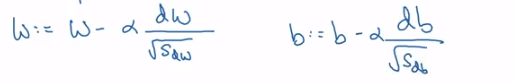 w := w - α dw/√S_dw    b := b - α db/√S_db